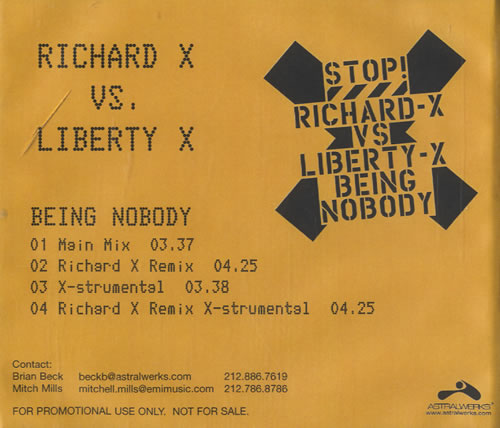 RICHARD X
VS.
LIBERTY X
STOP!
RICHARD-X
VS
LIBERTY-X
BEING
NOBODY
BEING NOBODY
01 Main Mix 03.37
02 Richard X Remix 04.25
03 X-strumental 03.38
04 Richard X Remix X-strumental 04.25
Contact:
Brian Beck beckb@astralwerks.com 212.886.7619
Mitch Mills mitchell.mills@emimusic.com 212.786.8786
FOR PROMOTIONAL USE ONLY. NOT FOR SALE.
ASTRALWERKS
www.astralwerks.com